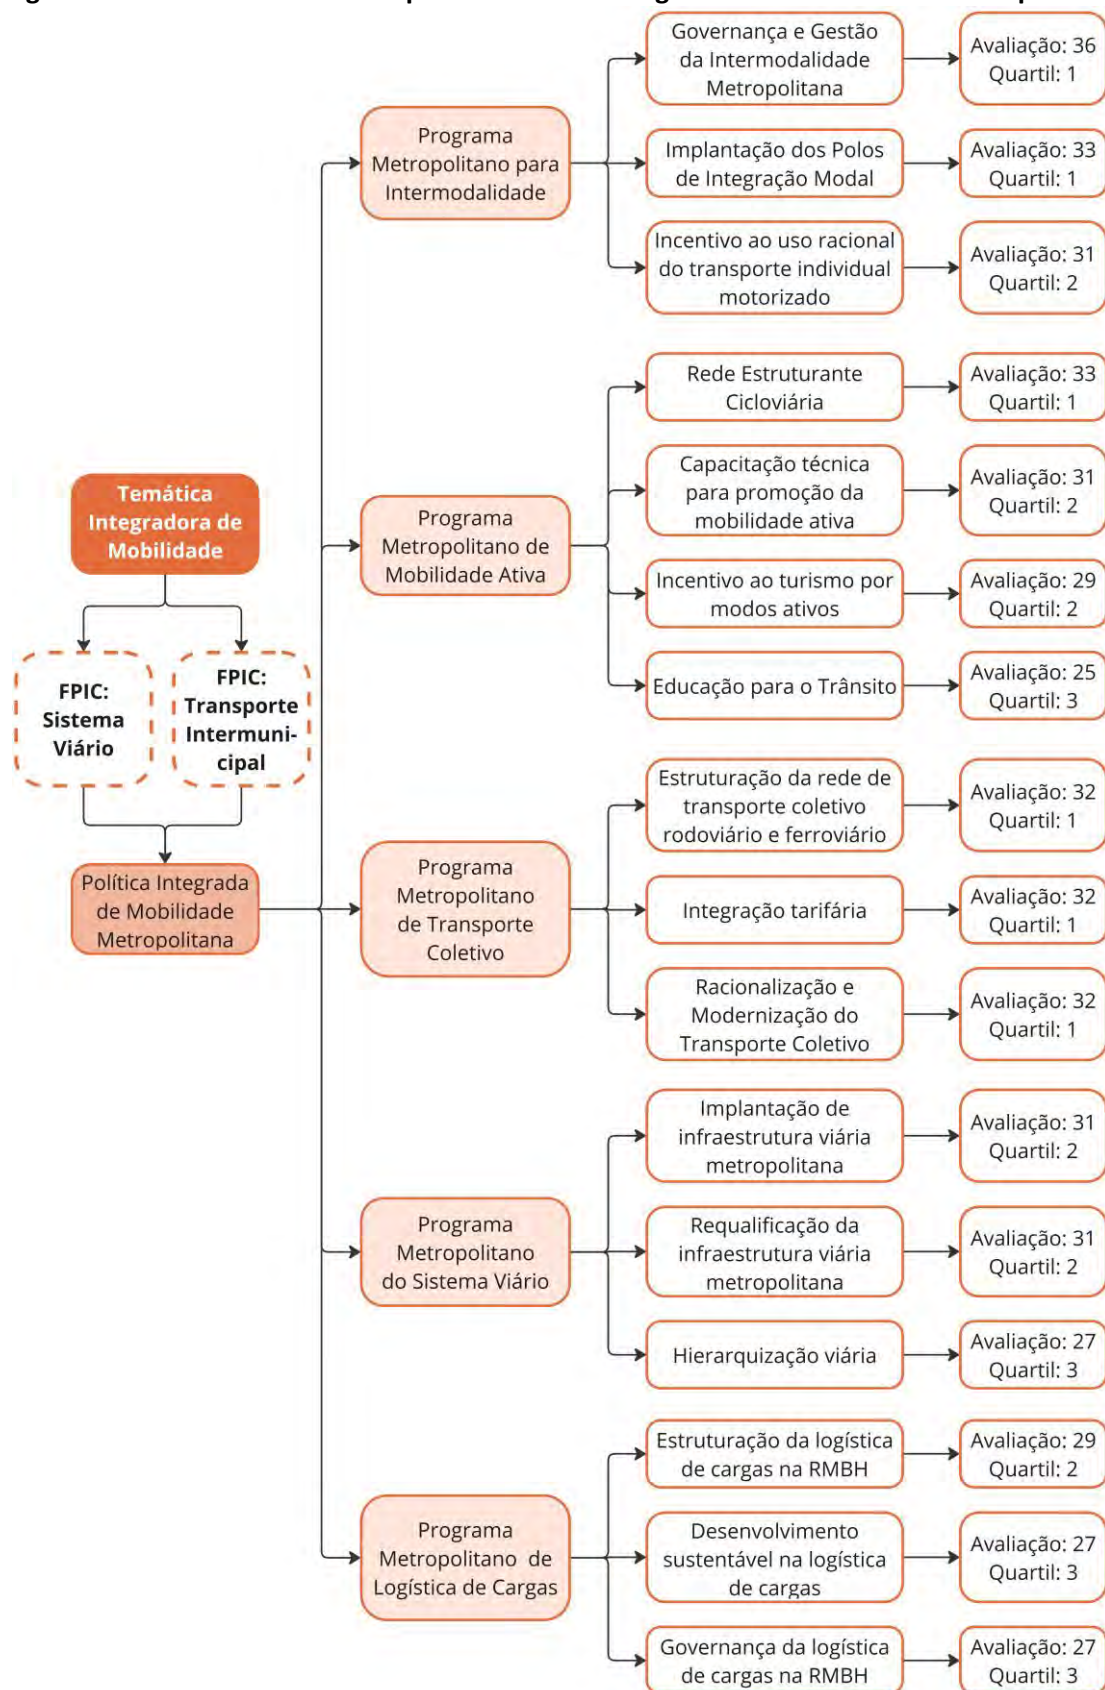 Governança e Gestão
da Intermodalidade
Metropolitana
Avaliação: 36
Quartil: 1
Programa
Metropolitano para
Intermodalidade
Implantação dos Polos
de Integração Modal
Avaliação: 33
Quartil: 1
Incentivo ao uso racional
do transporte individual
motorizado
Avaliação: 31
Quartil: 2
Rede Estruturante
Cicloviária
Avaliação: 33
Quartil: 1
Temática
Integradora de
Mobilidade
Programa
Metropolitano de
Mobilidade Ativa
Capacitação técnica
para promoção da
mobilidade ativa
Avaliação: 31
Quartil: 2
Incentivo ao turismo por
modos ativos
Avaliação: 29
Quartil: 2
Educação para o Trânsito
Avaliação: 25
Quartil: 3
FPIC:
Sistema
Viário
FPIC:
Transporte
Intermuni-
cipal
Política Integrada
de Mobilidade
Metropolitana
Programa
Metropolitano
de Transporte
Coletivo
Estruturação da rede de
transporte coletivo
rodoviário e ferroviário
Avaliação: 32
Quartil: 1
Integração tarifária
Avaliação: 32
Quartil: 1
Racionalização e
Modernização do
Transporte Coletivo
Avaliação: 32
Quartil: 1
Programa
Metropolitano
do Sistema Viário
Implantação de
infraestrutura viária
metropolitana
Avaliação: 31
Quartil: 2
Requalificação da
infraestrutura viária
metropolitana
Avaliação: 31
Quartil: 2
Hierarquização viária
Avaliação: 27
Quartil: 3
Programa
Metropolitano de
Logística de Cargas
Estruturação da logística
de cargas na RMBH
Avaliação: 29
Quartil: 2
Desenvolvimento
sustentável na logística
de cargas
Avaliação: 27
Quartil: 3
Governança da logística
de cargas na RMBH
Avaliação: 27
Quartil: 3